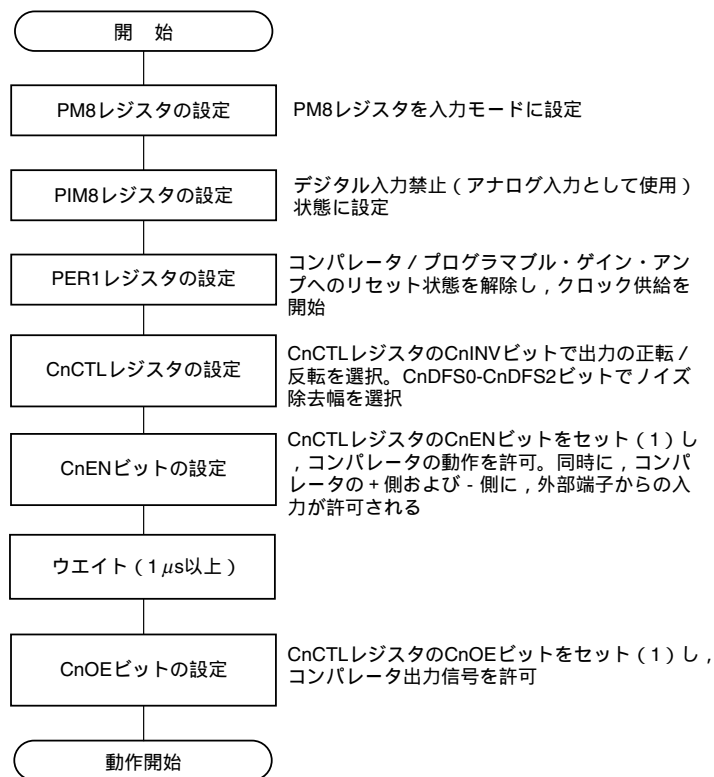 開　始
PM8レジスタの設定
PM8レジスタを入力モードに設定
PIM8レジスタの設定
デジタル入力禁止（アナログ入力として使用）
状態に設定
PER1レジスタの設定
コンパレータ／プログラマブル・ゲイン・アン
プへのリセット状態を解除し，クロック供給を
開始
CnCTLレジスタの設定
CnCTLレジスタのCnINVビットで出力の正転／
反転を選択。CnDFS0-CnDFS2ビットでノイズ
除去幅を選択
CnENビットの設定
CnCTLレジスタのCnENビットをセット（1）し
，コンパレータの動作を許可。同時に，コンパ
レータの＋側および - 側に，外部端子からの入
力が許可される
ウエイト（1 μs以上）
CnOEビットの設定
CnCTLレジスタのCnOEビットをセット（1）し，
コンパレータ出力信号を許可
動作開始